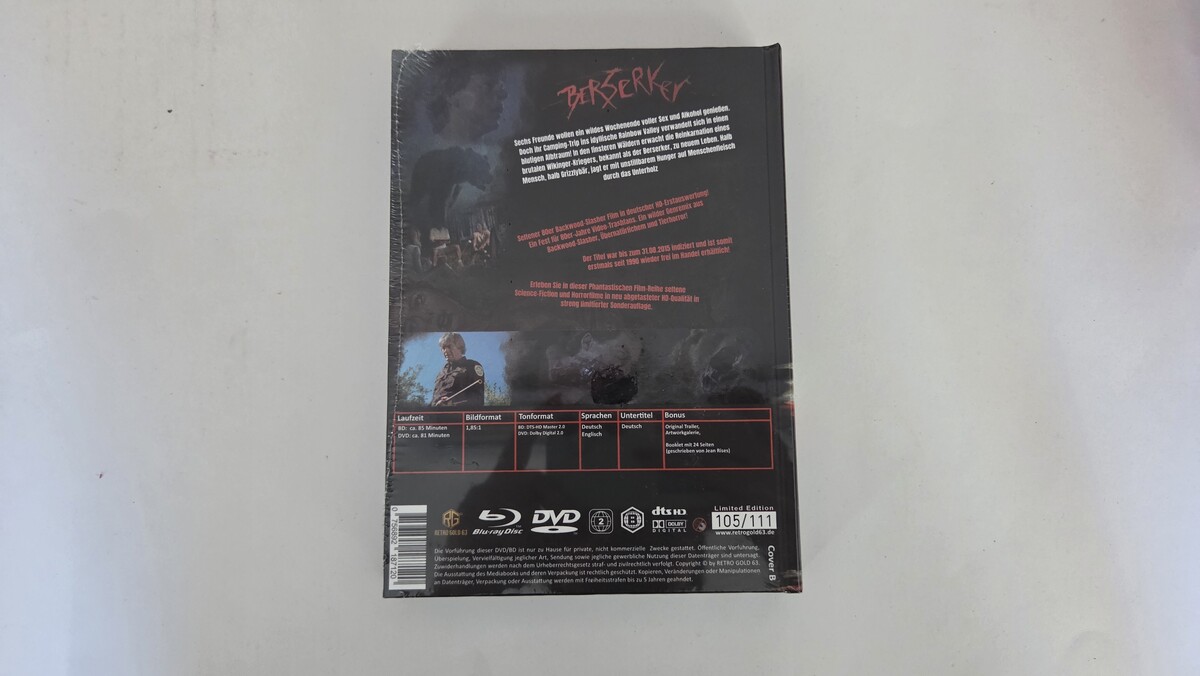 BERSERKER
Sechs Freunde wollen ein wildes Wochenende voller Sex und Alkohol genießen.
Doch ihr Camping-Trip ins idyllische Rainbow Valley verwandelt sich in einen
blutigen Albtraum! In den finsteren Wäldern erwacht die Reinkarnation eines
brutalen Wikinger-Kriegers, bekannt als der Berserker, zu neuem Leben. Halb
Mensch, halb Grizzlybär, jagt er mit unstillbarem Hunger auf Menschenfleisch
durch das Unterholz
Seltener 80er Backwood-Slasher Film in deutscher HD-Erstauswertung!
Ein Fest für 80er-Jahre Video-Trashfans. Ein wilder Genremix aus
Backwood-Slasher, Übernatürlichem und Tierhorror!
Der Titel war bis zum 31.08.2015 indiziert und ist somit
erstmals seit 1990 wieder frei im Handel erhältlich!
Erleben Sie in dieser Phantastischen Film-Reihe seltene
Science-Fiction und Horrorfilme in neu abgetasteter HD-Qualität in
streng limitierter Sonderauflage.
Laufzeit Bildformat Tonformat Sprachen Untertitel Bonus
BD: ca. 85 Minuten 1,85:1 BD: DTS-HD Master 2.0 Deutsch Deutsch Original Trailer,
DVD: ca. 81 Minuten DVD: Dolby Digital 2.0 Englisch Artworkgalerie,
Booklet mit 24 Seiten
(geschrieben von Jean Rises)
RG
RETRO GOLD 63
Blu-ray Disc
DVD
2
dts HD
DOLBY
DIGITAL
Limited Edition
105/111
www.retrogold63.de
Cover B
0 756892 187120
Die Vorführung dieser DVD/BD ist nur zu Hause für private, nicht kommerzielle Zwecke gestattet. Öffentliche Vorführung,
Überspielung, Vervielfältigung jeglicher Art, Sendung sowie jegliche gewerbliche Nutzung dieser Datenträger sind untersagt.
Zuwiderhandlungen werden nach dem Urheberrechtsgesetz straf- und zivilrechtlich verfolgt. Copyright © by RETRO GOLD 63.
Die Ausstattung des Mediabooks und deren Verpackung ist rechtlich geschützt. Kopieren, Veränderungen oder Manipulationen
an Datenträger, Verpackung oder Ausstattung werden mit Freiheitsstrafen bis zu 5 Jahren geahndet.